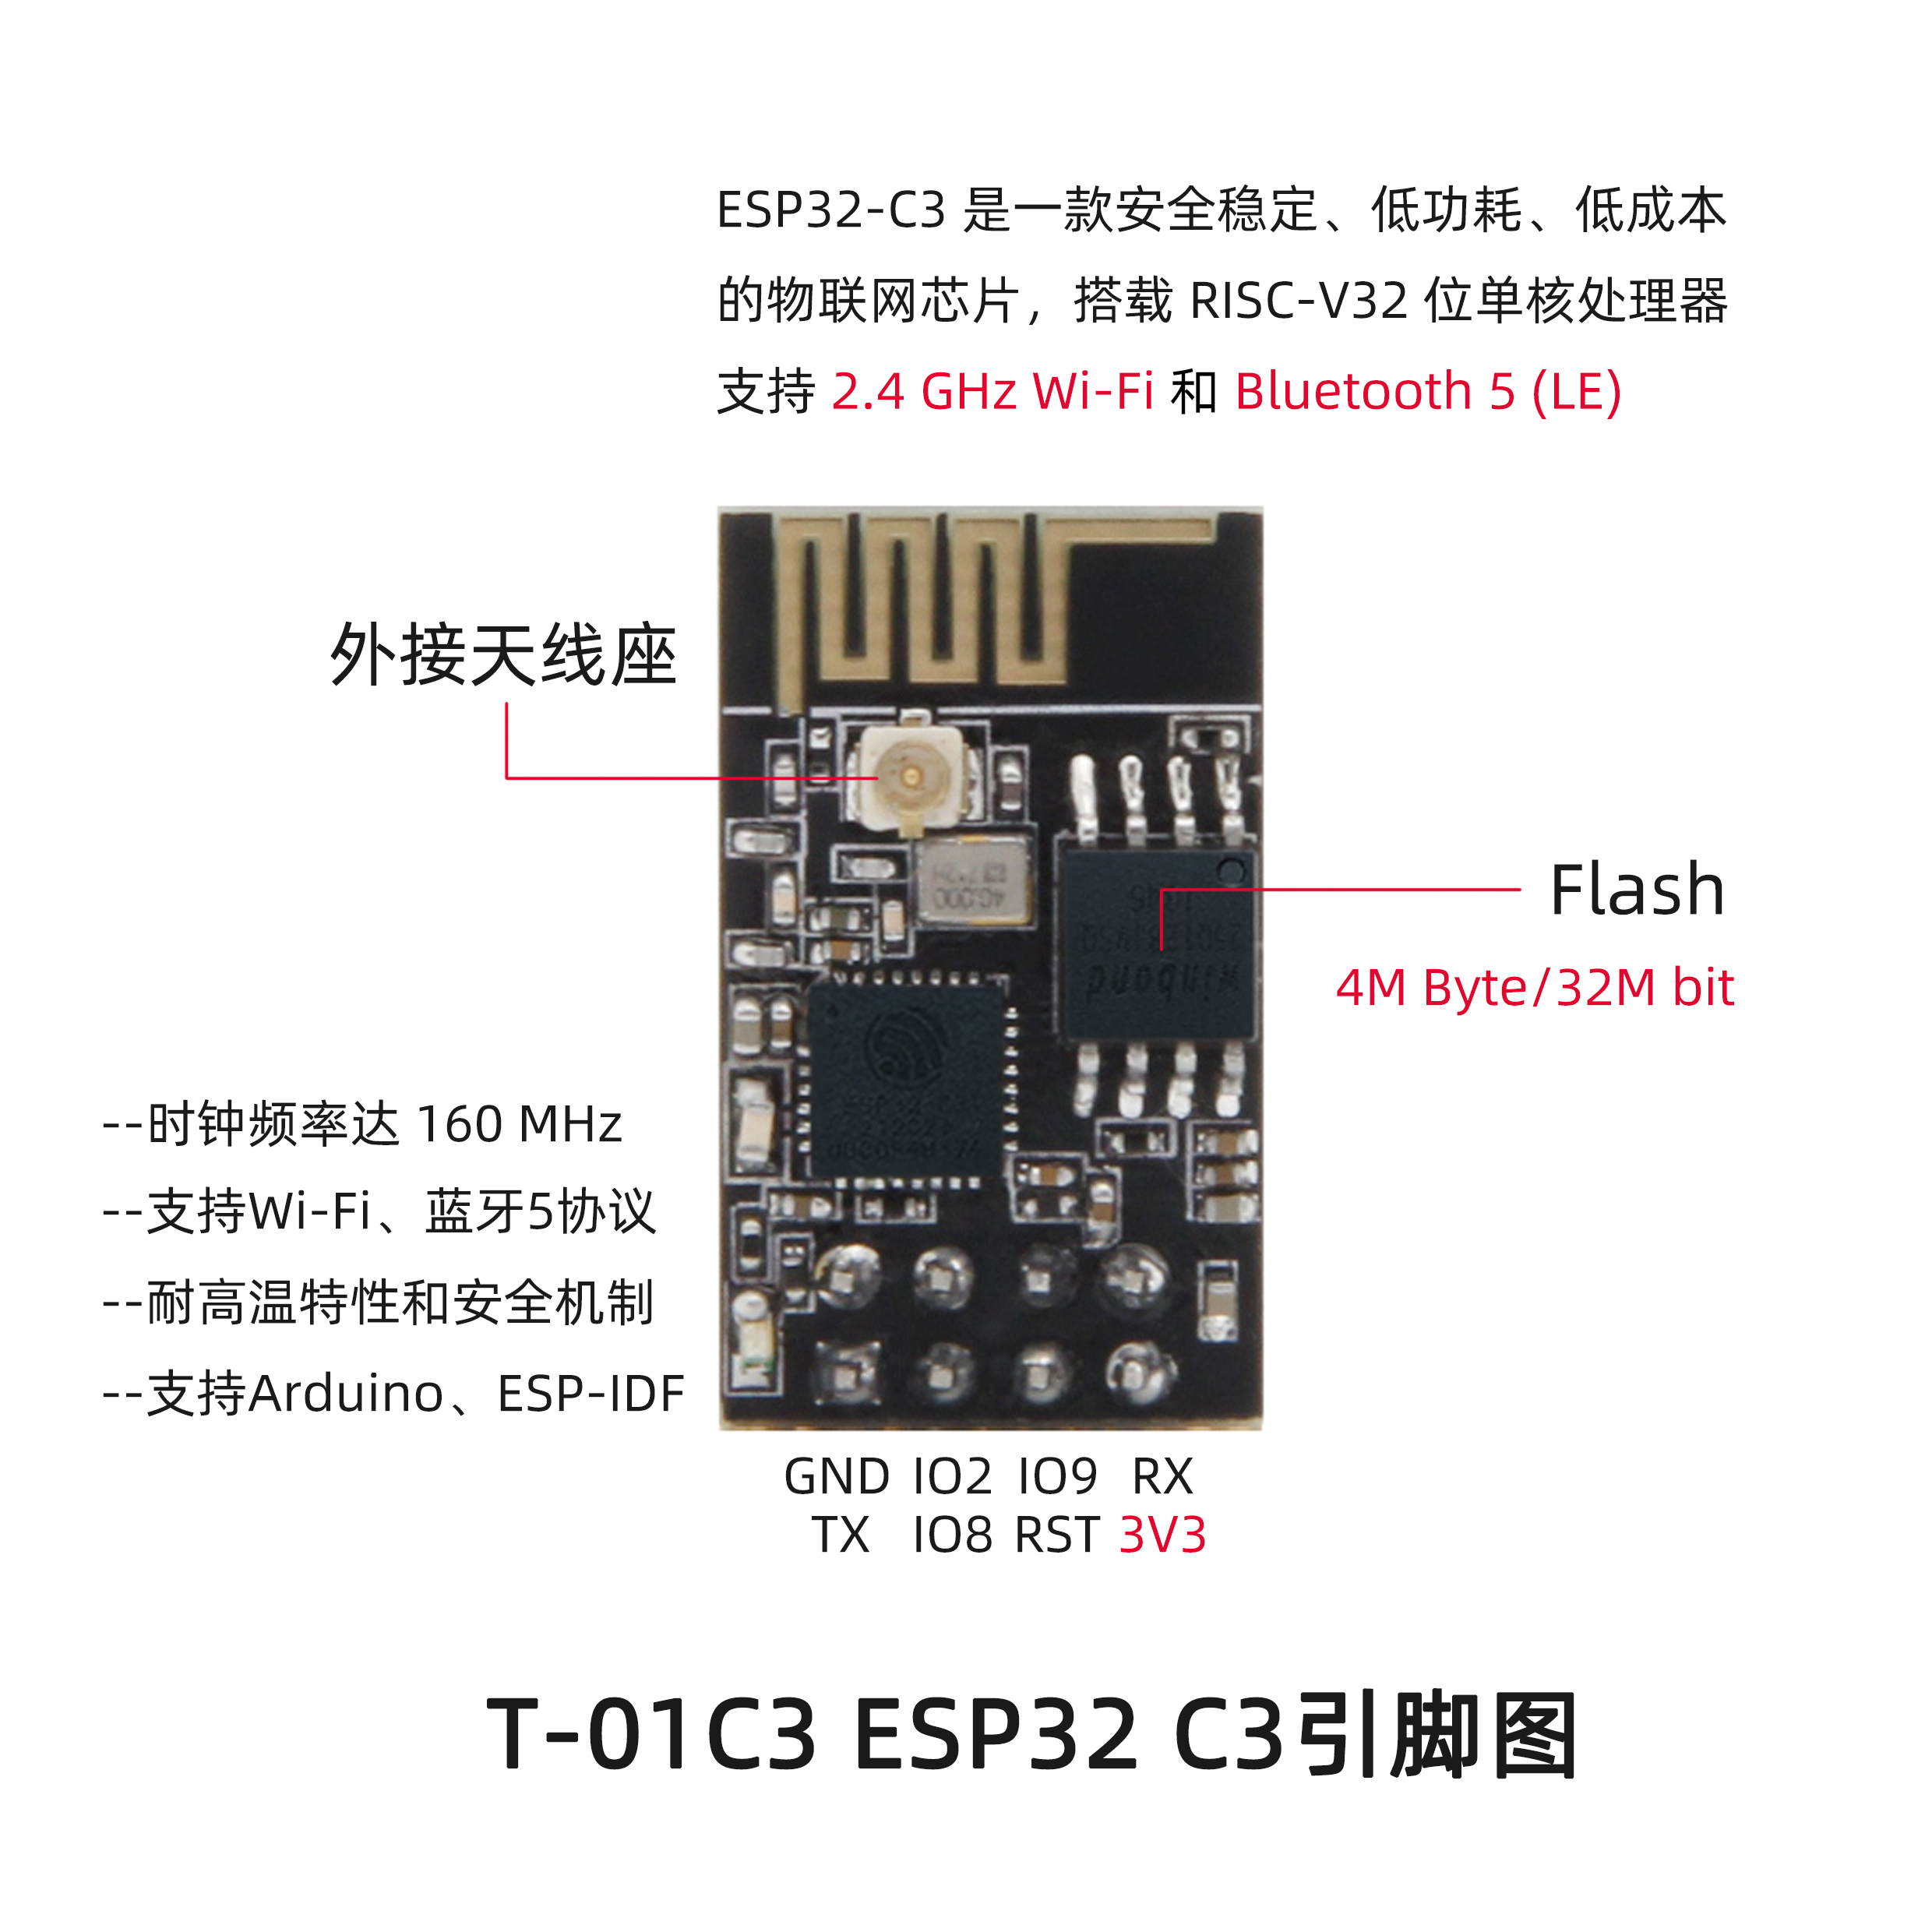 ESP32-C3 是一款安全稳定、低功耗、低成本
的物联网芯片，搭载 RISC-V32 位单核处理器
支持 2.4 GHz Wi-Fi 和 Bluetooth 5 (LE)
外接天线座
40.000
Flash
winbond
4M Byte/32M bit
--时钟频率达 160 MHz
--支持Wi-Fi、蓝牙5协议
--耐高温特性和安全机制
--支持Arduino、ESP-IDF
GND IO2 IO9 RX
TX IO8 RST 3V3
T-01C3 ESP32 C3引脚图